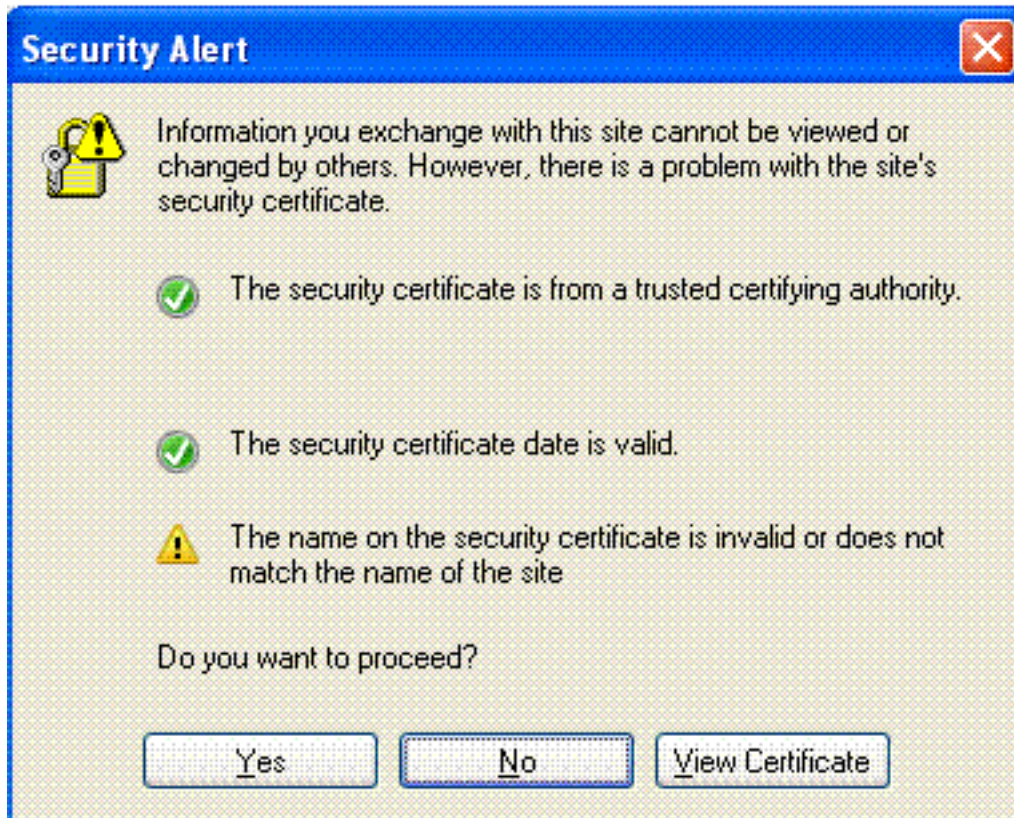 Security Alert
Information you exchange with this site cannot be viewed or
changed by others. However, there is a problem with the site's
security certificate.
The security certificate is from a trusted certifying authority.
The security certificate date is valid.
The name on the security certificate is invalid or does not
match the name of the site
Do you want to proceed?
Yes No View Certificate